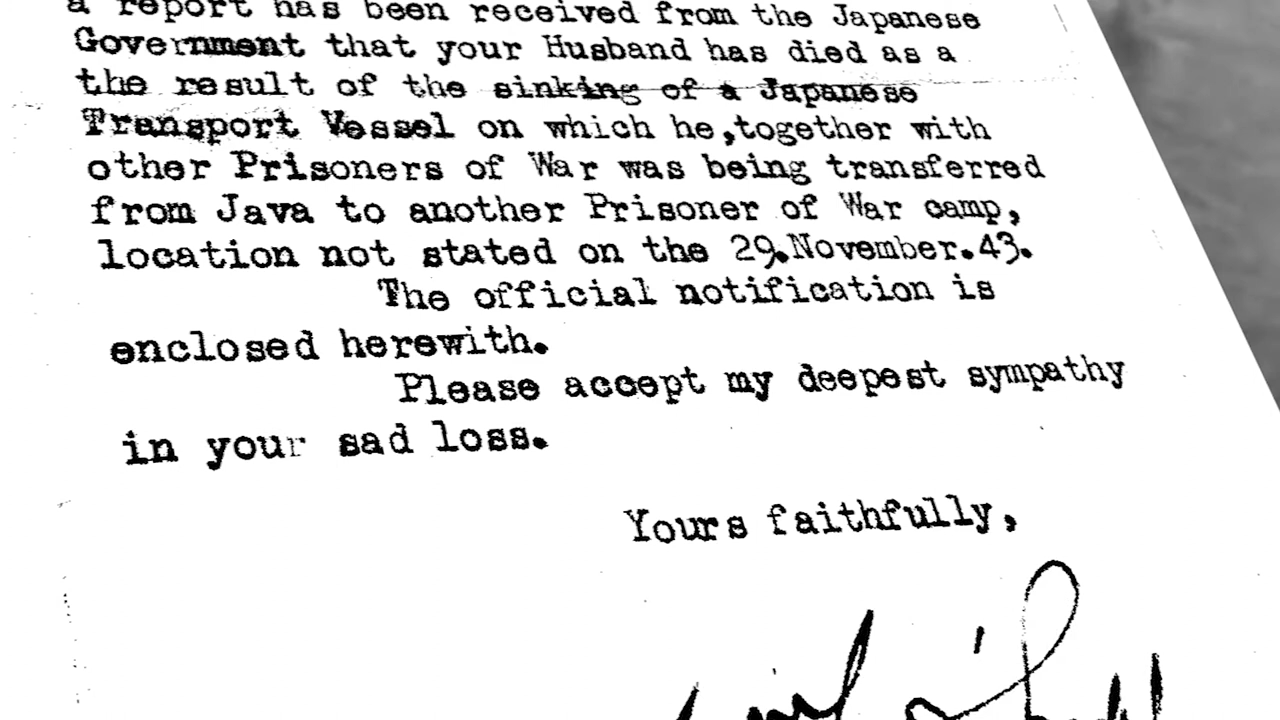 a report has been received from the Japanese
Government that your Husband has died as a
the result of the sinking of a Japanese
Transport Vessel on which he,together with
other Prisoners of War was being transferred
from Java to another Prisoner of War camp,
location not stated on the 29.November.43.
The official notification is
enclosed herewith.
Please accept my deepest sympathy
in your sad loss.
Yours faithfully,